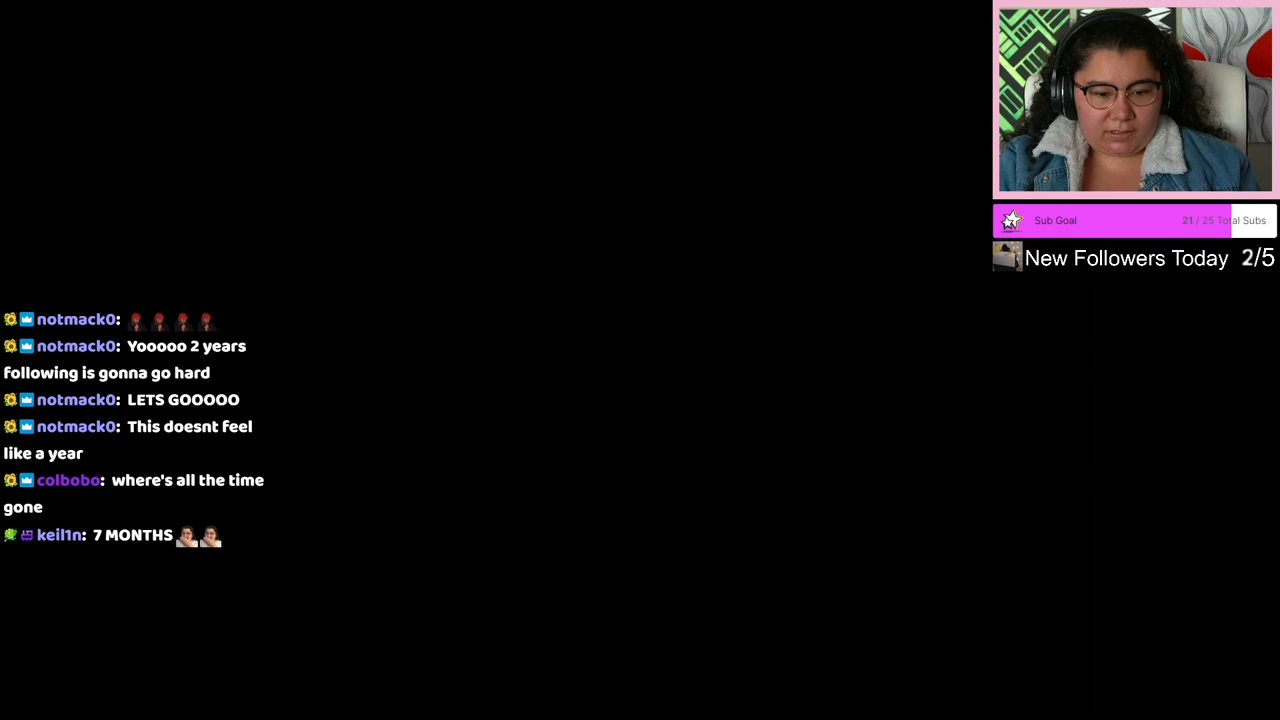 Sub Goal 21 / 25 Total Subs
New Followers Today 2/5
notmack0:
notmack0: Yooooo 2 years
following is gonna go hard
notmack0: LETS GOOOOO
notmack0: This doesnt feel
like a year
colbobo: where's all the time
gone
keil1n: 7 MONTHS